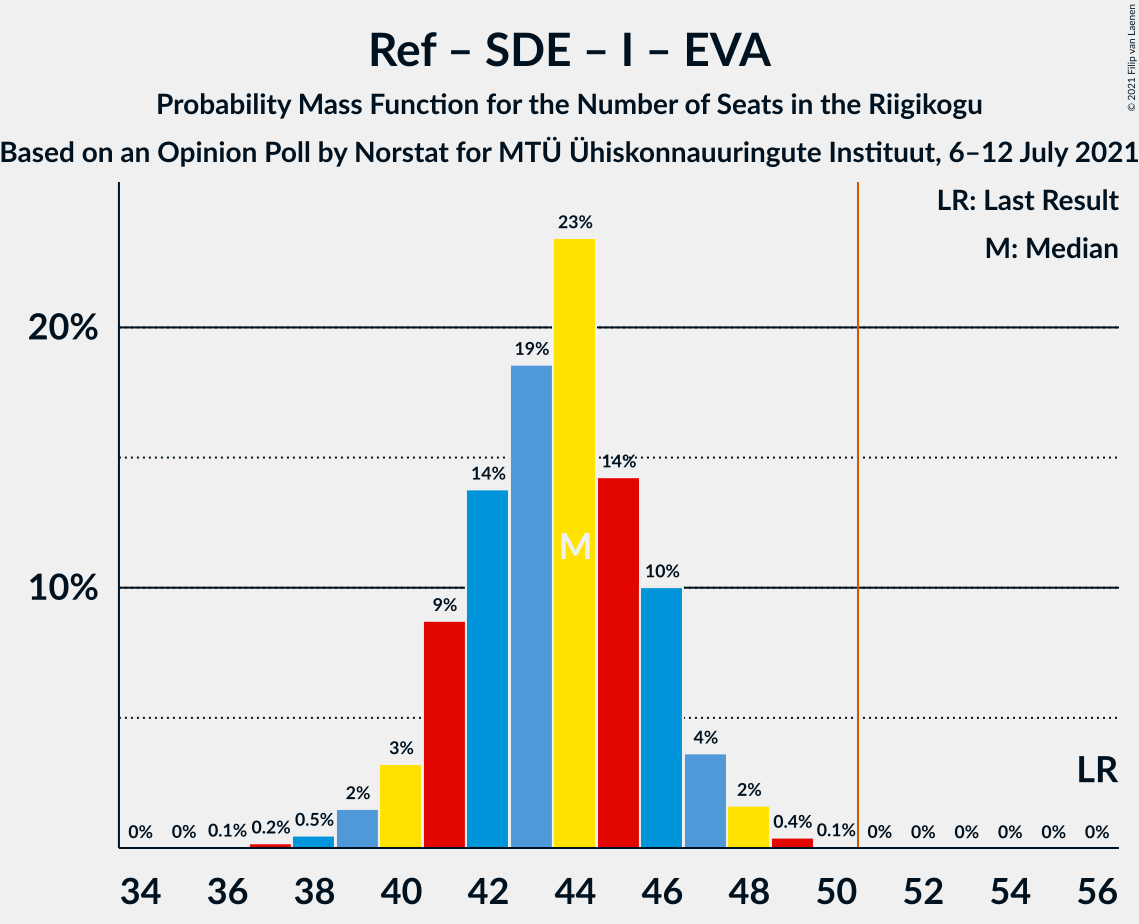 Ref – SDE – I – EVA
Probability Mass Function for the Number of Seats in the Riigikogu
Based on an Opinion Poll by Norstat for MTÜ Ühiskonnauuringute Instituut, 6–12 July 2021
© 2021 Filip van Laenen
LR: Last Result
M: Median
20%
10%
0% 0% 0.1% 0.2% 0.5% 2% 3% 9% 14% 19% 23% 14% 10% 4% 2% 0.4% 0.1% 0% 0% 0% 0% 0% 0%
M
LR
34 36 38 40 42 44 46 48 50 52 54 56